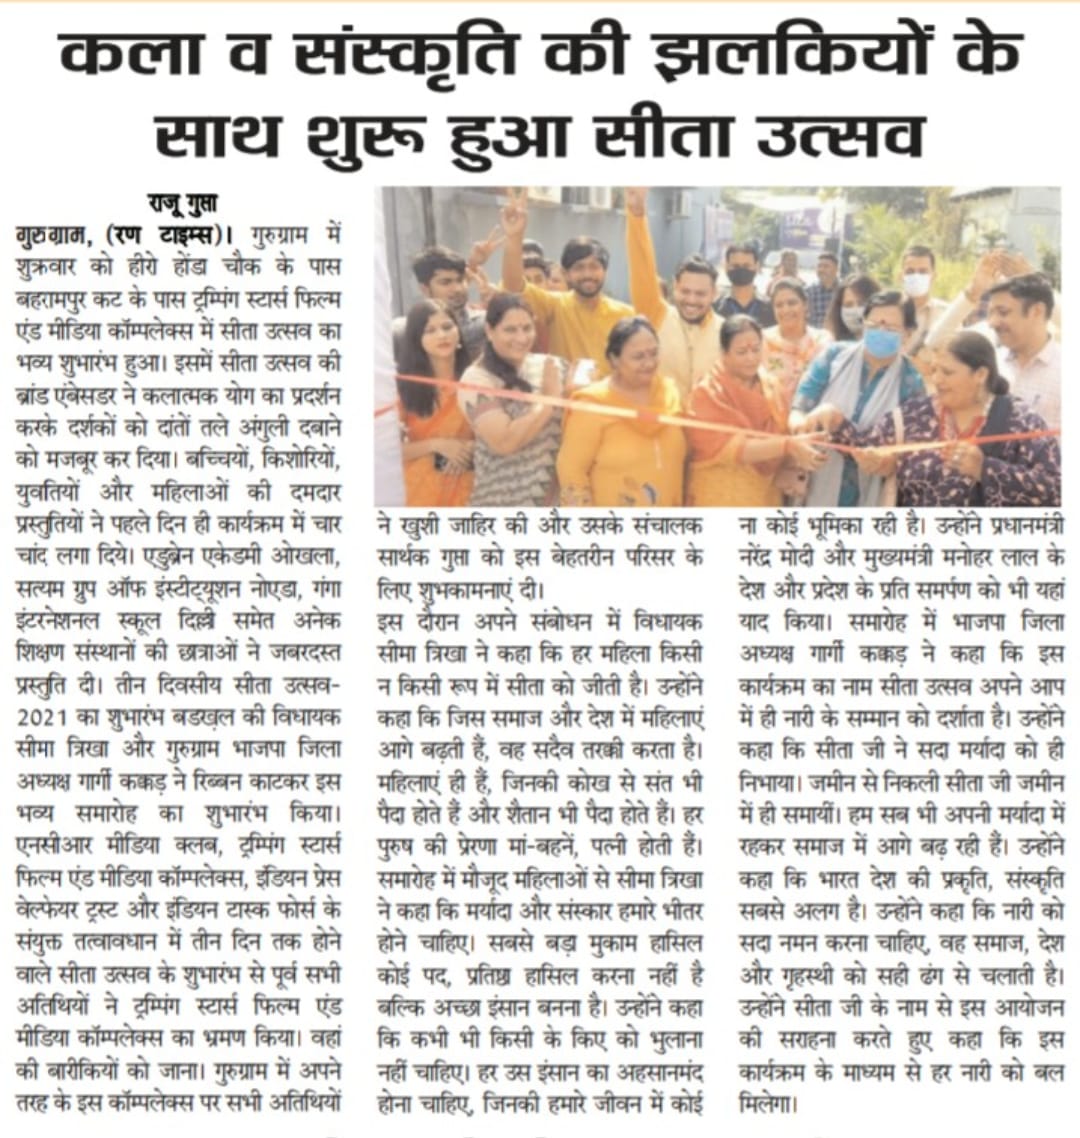 कला व संस्कृति की झलकियों के
साथ शुरू हुआ सीता उत्सव
राजू गुप्ता
गुरुग्राम, (रण टाइम्स)। गुरुग्राम में
शुक्रवार को हीरो होंडा चौक के पास
बहरामपुर कट के पास ट्रम्पिंग स्टार्स फिल्म
एंड मीडिया कॉम्पलेक्स में सीता उत्सव का
भव्य शुभारंभ हुआ। इसमें सीता उत्सव की
ब्रांड एंबेसडर ने कलात्मक योग का प्रदर्शन
करके दर्शकों को दांतों तले अंगुली दबाने
को मजबूर कर दिया। बच्चियों, किशोरियों,
युवतियों और महिलाओं की दमदार
प्रस्तुतियों ने पहले दिन ही कार्यक्रम में चार
चांद लगा दिये। एडुब्रेन एकेडमी ओखला,
सत्यम ग्रुप ऑफ इंस्टीट्यूशन नोएडा, गंगा
इंटरनेशनल स्कूल दिल्ली समेत अनेक
शिक्षण संस्थानों की छात्राओं ने जबरदस्त
प्रस्तुति दी। तीन दिवसीय सीता उत्सव-
2021 का शुभारंभ बडखल की विधायक
सीमा त्रिखा और गुरुग्राम भाजपा जिला
अध्यक्ष गार्गी कक्कड़ ने रिब्बन काटकर इस
भव्य समारोह का शुभारंभ किया।
एनसीआर मीडिया क्लब, ट्रम्पिंग स्टार्स
फिल्म एंड मीडिया कॉम्पलेक्स, इंडियन प्रेस
वेल्फेयर ट्रस्ट और इंडियन टास्क फोर्स के
संयुक्त तत्वावधान में तीन दिन तक होने
वाले सीता उत्सव के शुभारंभ से पूर्व सभी
अतिथियों ने ट्रम्पिंग स्टार्स फिल्म एंड
मीडिया कॉम्पलेक्स का भ्रमण किया। वहां
की बारीकियों को जाना। गुरुग्राम में अपने
तरह के इस कॉम्पलेक्स पर सभी अतिथियों
ने खुशी जाहिर की और उसके संचालक
सार्थक गुप्ता को इस बेहतरीन परिसर के
लिए शुभकामनाएं दी।
इस दौरान अपने संबोधन में विधायक
सीमा त्रिखा ने कहा कि हर महिला किसी
न किसी रूप में सीता को जीती है। उन्होंने
कहा कि जिस समाज और देश में महिलाएं
आगे बढ़ती हैं, वह सदैव तरक्की करता है।
महिलाएं ही हैं, जिनकी कोख से संत भी
पैदा होते हैं और शैतान भी पैदा होते हैं। हर
पुरुष की प्रेरणा मां-बहनें, पत्नी होती हैं।
समारोह में मौजूद महिलाओं से सीमा त्रिखा
ने कहा कि मर्यादा और संस्कार हमारे भीतर
होने चाहिए। सबसे बड़ा मुकाम हासिल
कोई पद, प्रतिष्ठा हासिल करना नहीं है
बल्कि अच्छा इंसान बनना है। उन्होंने कहा
कि कभी भी किसी के किए को भुलाना
नहीं चाहिए। हर उस इंसान का अहसानमंद
होना चाहिए, जिनकी हमारे जीवन में कोई
ना कोई भूमिका रही है। उन्होंने प्रधानमंत्री
नरेंद्र मोदी और मुख्यमंत्री मनोहर लाल के
देश और प्रदेश के प्रति समर्पण को भी यहां
याद किया। समारोह में भाजपा जिला
अध्यक्ष गार्गी कक्कड़ ने कहा कि इस
कार्यक्रम का नाम सीता उत्सव अपने आप
में ही नारी के सम्मान को दर्शाता है। उन्होंने
कहा कि सीता जी ने सदा मर्यादा को ही
निभाया। जमीन से निकली सीता जी जमीन
में ही समायीं। हम सब भी अपनी मर्यादा में
रहकर समाज में आगे बढ़ रही हैं। उन्होंने
कहा कि भारत देश की प्रकृति, संस्कृति
सबसे अलग है। उन्होंने कहा कि नारी को
सदा नमन करना चाहिए, वह समाज, देश
और गृहस्थी को सही ढंग से चलाती है।
उन्होंने सीता जी के नाम से इस आयोजन
की सराहना करते हुए कहा कि इस
कार्यक्रम के माध्यम से हर नारी को बल
मिलेगा।